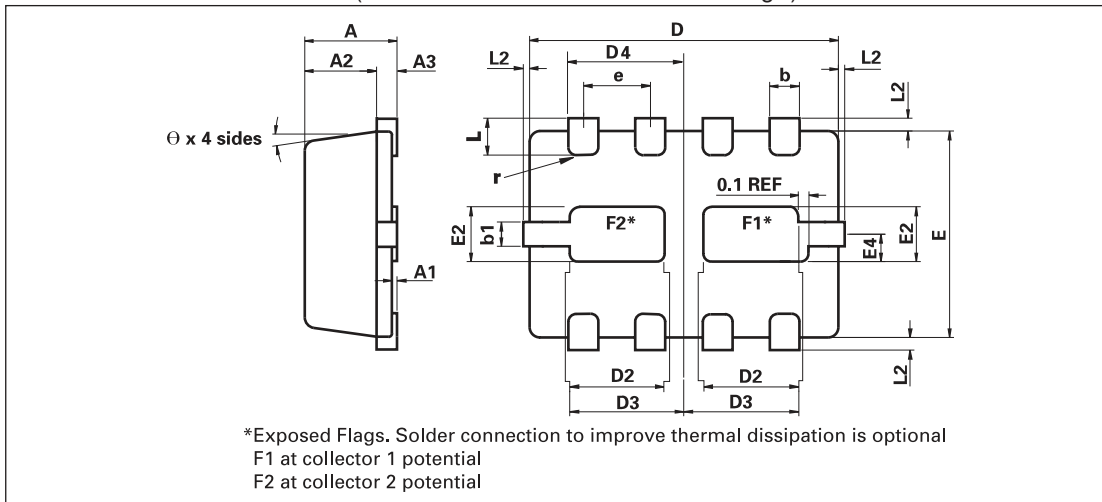 A
D
L2
D4
L2
A2
A3
e
b
L2
Θ x 4 sides
L
r
0.1 REF
F2*
F1*
E2
b1
E4
E2
E
A1
D2
D2
L2
D3
D3
*Exposed Flags. Solder connection to improve thermal dissipation is optional
F1 at collector 1 potential
F2 at collector 2 potential